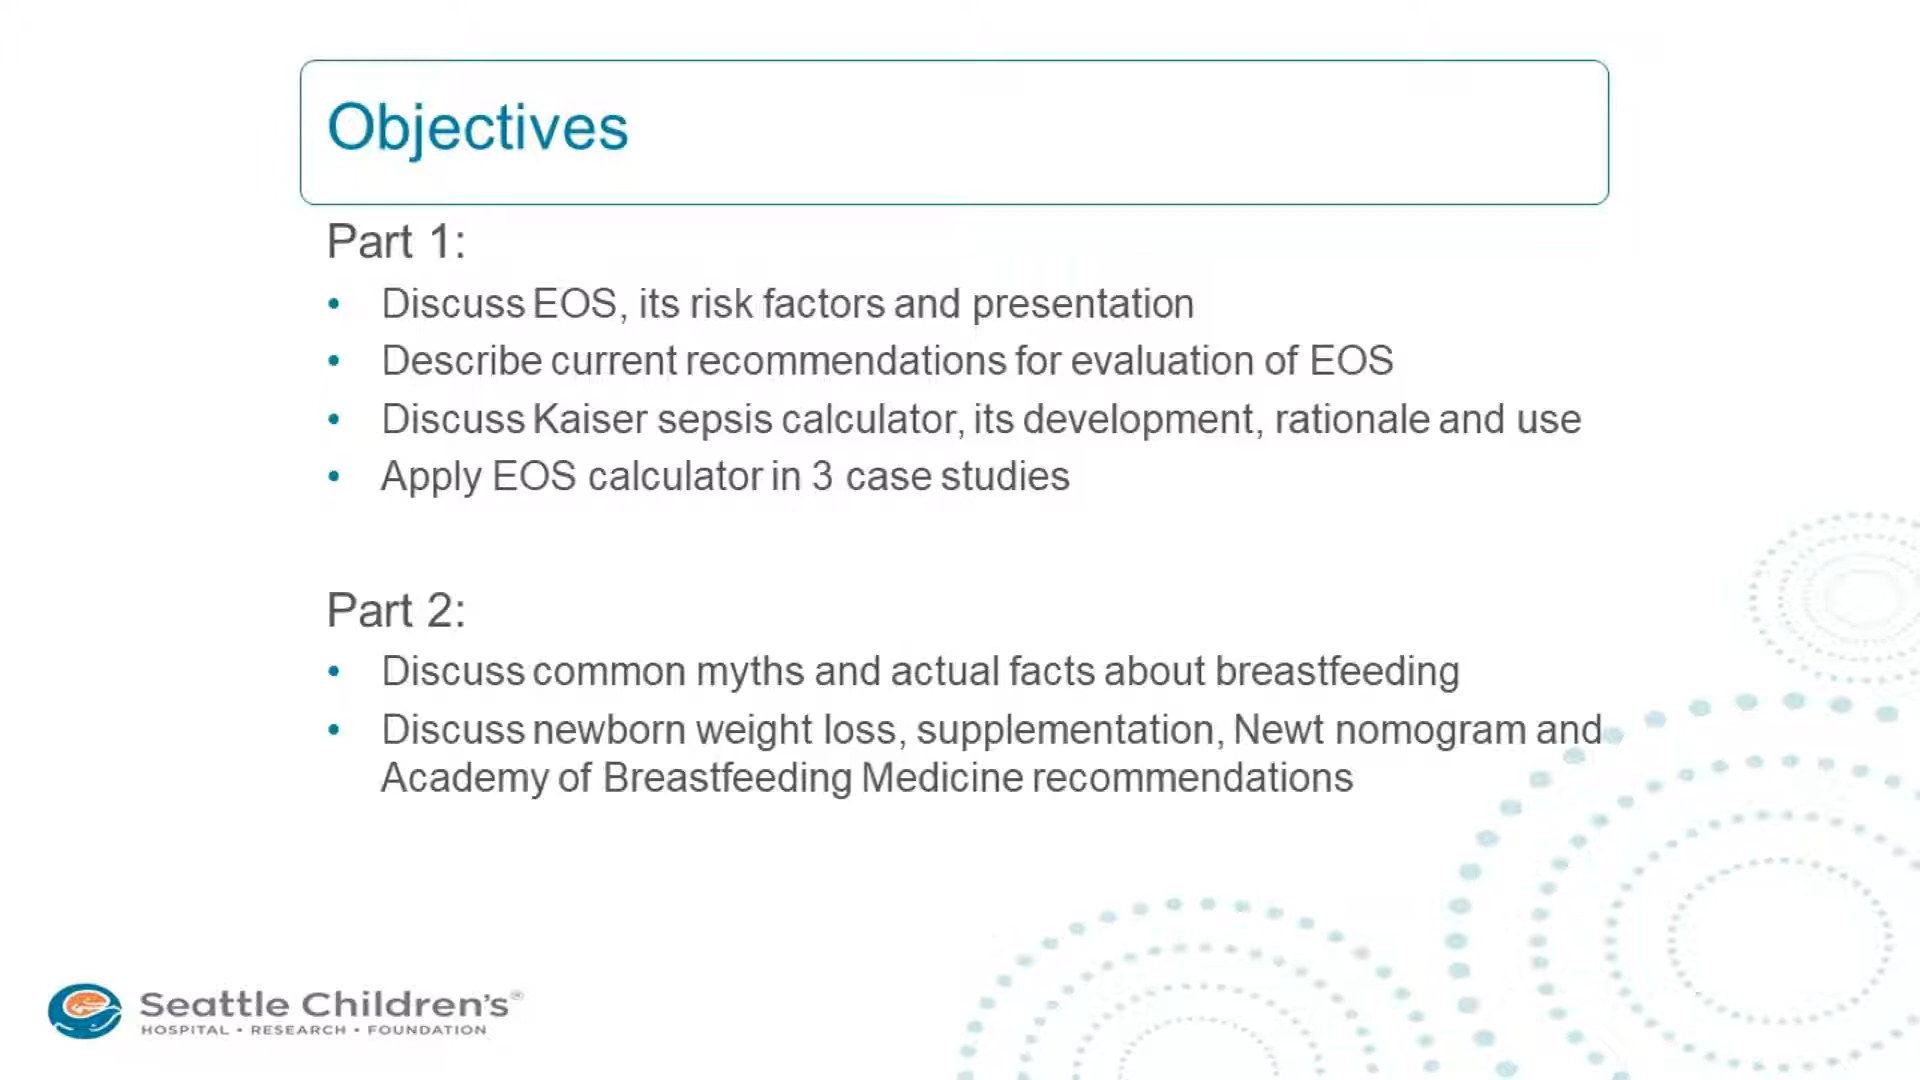 Objectives
Part 1:
• Discuss EOS, its risk factors and presentation
• Describe current recommendations for evaluation of EOS
• Discuss Kaiser sepsis calculator, its development, rationale and use
• Apply EOS calculator in 3 case studies
Part 2:
• Discuss common myths and actual facts about breastfeeding
• Discuss newborn weight loss, supplementation, Newt nomogram and
Academy of Breastfeeding Medicine recommendations
Seattle Children's®
HOSPITAL • RESEARCH • FOUNDATION